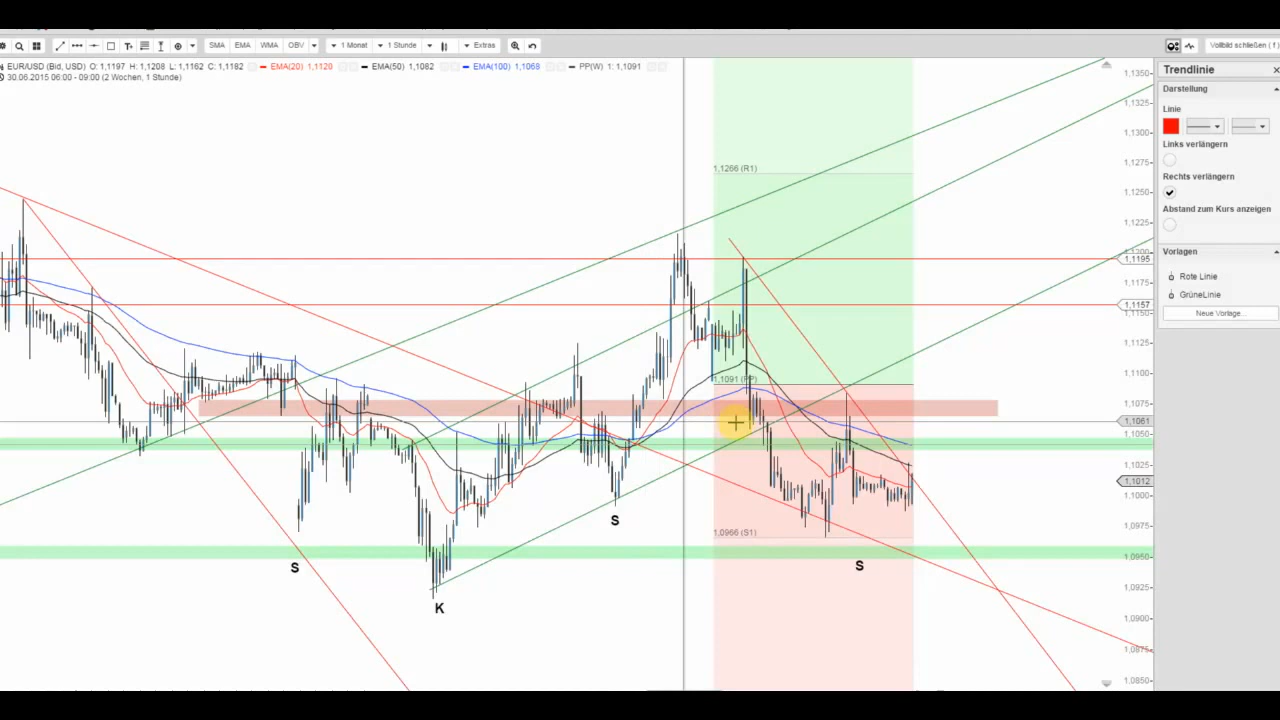 SMA EMA WMA OBV 1 Monat 1 Stunde Extras Vollbild schließen ( f )
EUR/USD (Bid, USD) O: 1,1197 H: 1,1208 L: 1,1162 C: 1,1182 EMA(20) 1,1120 EMA(50) 1,1082 EMA(100) 1,1068 PP(W) 1: 1,1091
30.06.2015 06:00 - 09:00 (2 Wochen, 1 Stunde)
Trendlinie
Darstellung
Linie
Links verlängern
Rechts verlängern
Abstand zum Kurs anzeigen
Vorlagen
Rote Linie
GrüneLinie
Neue Vorlage...
1,1350
1,1325
1,1300
1,1275
1,1250
1,1225
1,1200
1,1195
1,1175
1,1157
1,1150
1,1125
1,1100
1,1075
1,1061
1,1050
1,1025
1,1012
1,1000
1,0975
1,0950
1,0925
1,0900
1,0875
1,0850
1,1266 (R1)
1,1091 (PP)
1,0966 (S1)
S
K
S
S